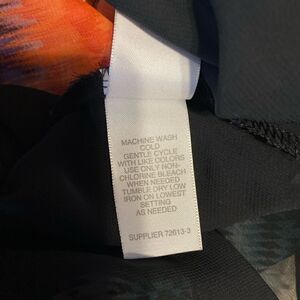 MACHINE WASH
COLD
GENTLE CYCLE
WITH LIKE COLORS
USE ONLY NON-
CHLORINE BLEACH
WHEN NEEDED
TUMBLE DRY LOW
IRON ON LOWEST
SETTING
AS NEEDED
SUPPLIER 72613-3